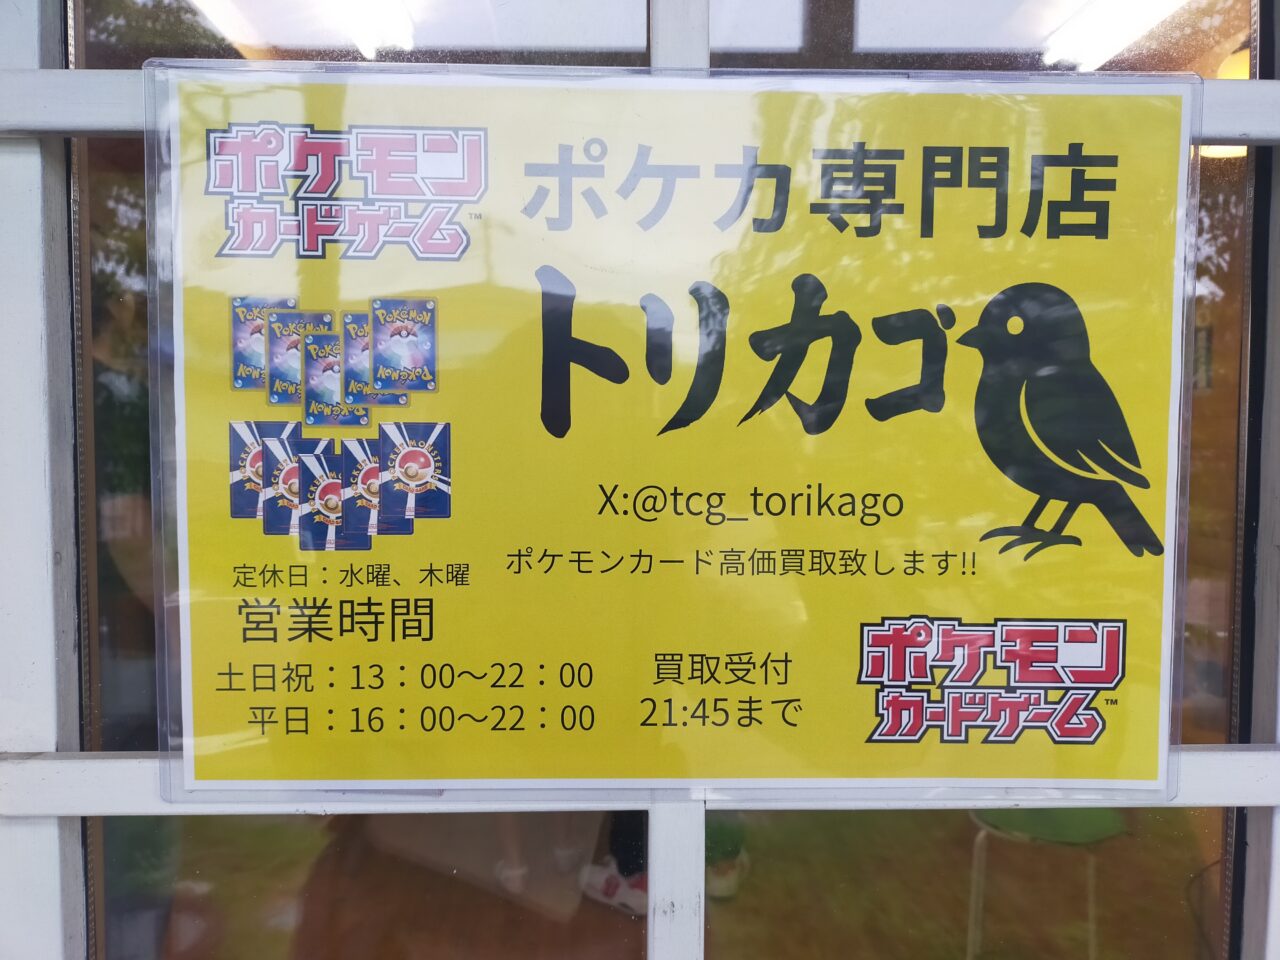 ポケモン
カードゲーム™
ポケカ専門店
トリカゴ
X:@tcg_torikago
ポケモンカード高価買取致します!!
定休日：水曜、木曜
営業時間
土日祝：13：00〜22：00
平日：16：00〜22：00
買取受付
21:45まで
ポケモン
カードゲーム™